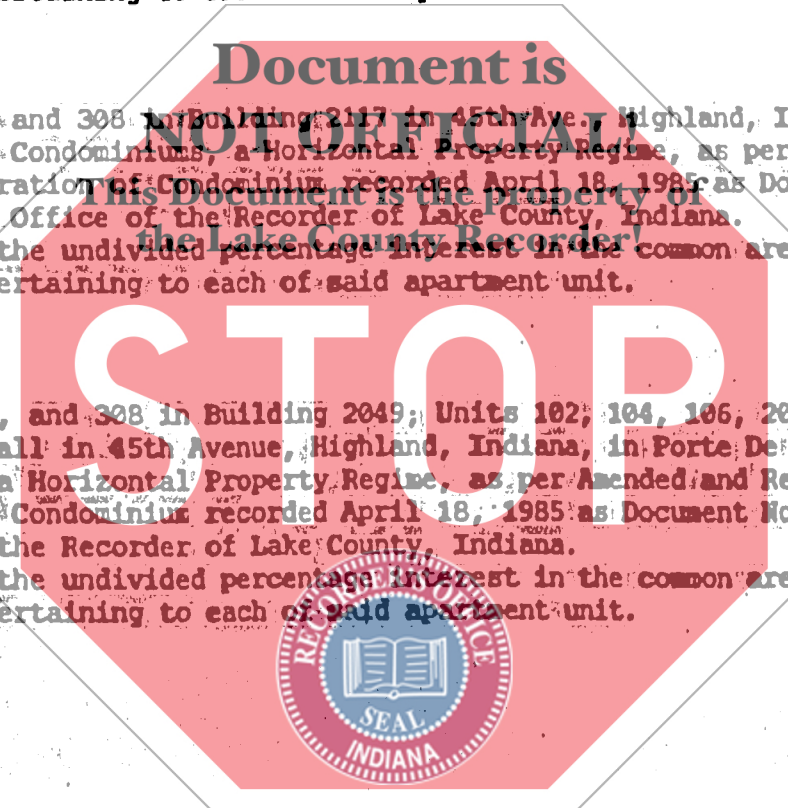 Document is
and 308 in Building 2117 in 45th Ave., Highland, I
NOT OFFICIAL!
Condominiums, a Horizontal Property Regime, as per
ration of Condominium recorded April 18, 1985 as Do
This Document is the property of
Office of the Recorder of Lake County, Indiana.
the Lake County Recorder!
the undivided percentage interest in the common are
ertaining to each of said apartment unit.
STOP
, and 308 in Building 2049; Units 102, 104, 106, 20
all in 45th Avenue, Highland, Indiana, in Porte De
a Horizontal Property Regime, as per Amended and Re
Condominium recorded April 18, 1985 as Document No
the Recorder of Lake County, Indiana.
the undivided percentage interest in the common are
ertaining to each of said apartment unit.
RECORDER'S OFFICE
SEAL
INDIANA